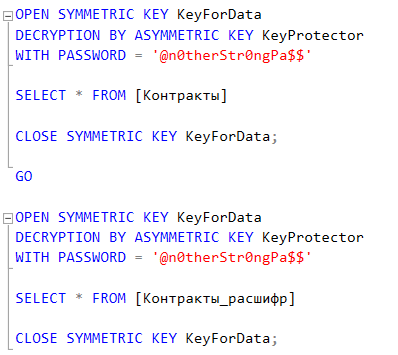 OPEN SYMMETRIC KEY KeyForData
DECRYPTION BY ASYMMETRIC KEY KeyProtector
WITH PASSWORD = '@n0therStr0ngPa$$'
SELECT * FROM [Контракты]
CLOSE SYMMETRIC KEY KeyForData;
GO
OPEN SYMMETRIC KEY KeyForData
DECRYPTION BY ASYMMETRIC KEY KeyProtector
WITH PASSWORD = '@n0therStr0ngPa$$'
SELECT * FROM [Контракты_расшифр]
CLOSE SYMMETRIC KEY KeyForData;